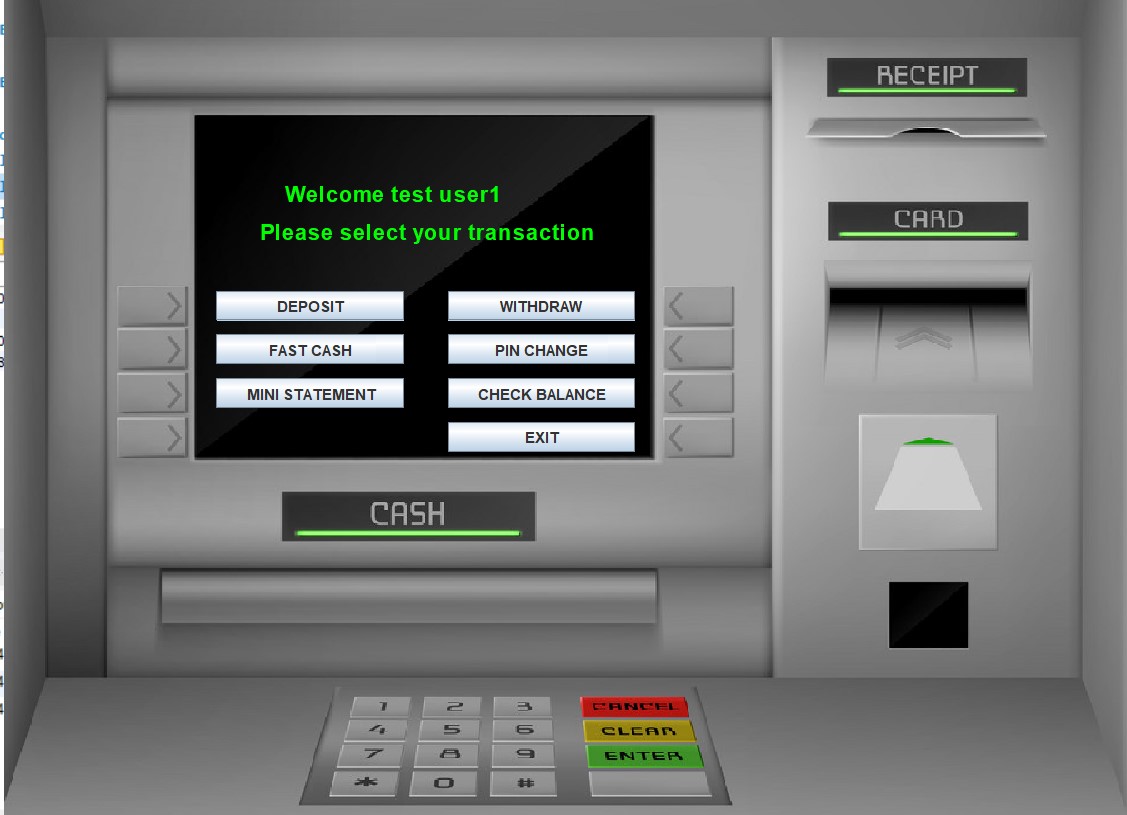 RECEIPT
Welcome test user1
Please select your transaction
CARD
DEPOSIT
WITHDRAW
FAST CASH
PIN CHANGE
MINI STATEMENT
CHECK BALANCE
EXIT
CASH
1 2 3 CANCEL
4 5 6 CLEAR
7 8 9 ENTER
* 0 #